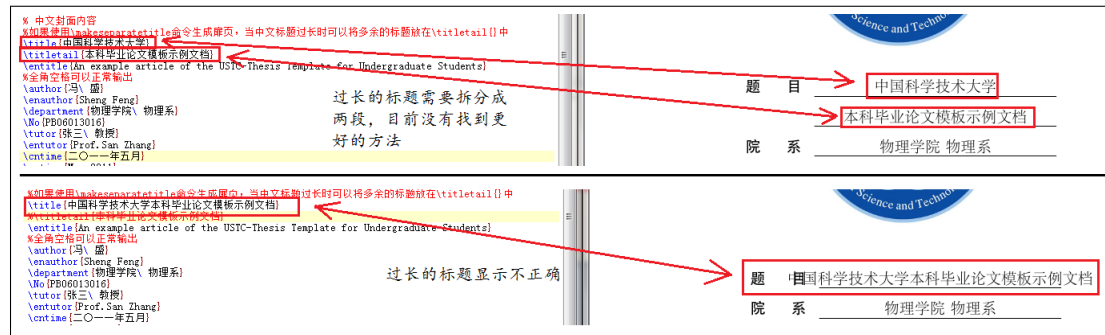 % 中文封面内容
%如果使用\makeseparatetitle命令生成扉页，当中文标题过长时可以将多余的标题放在\titletail{}中
\title{中国科学技术大学}
\titletail{本科毕业论文模板示例文档}
\entitle{An example article of the USTC-Thesis Template for Undergraduate Students}
%全角空格可以正常输出
\author{冯\ 盛}
\enauthor{Sheng Feng}
\department{物理学院\ 物理系}
\No{PB06013016}
\tutor{张三\ 教授}
\entutor{Prof.San Zhang}
\cntime{二〇一一年五月}
过长的标题需要拆分成
两段，目前没有找到更
好的方法
Science and Techno
题 目 中国科学技术大学
本科毕业论文模板示例文档
院 系 物理学院 物理系
%如果使用\makeseparatetitle命令生成扉页，当中文标题过长时可以将多余的标题放在\titletail{}中
\title{中国科学技术大学本科毕业论文模板示例文档}
%\titletail{本科毕业论文模板示例文档}
\entitle{An example article of the USTC-Thesis Template for Undergraduate Students}
%全角空格可以正常输出
\author{冯\ 盛}
\enauthor{Sheng Feng}
\department{物理学院\ 物理系}
\No{PB06013016}
\tutor{张三\ 教授}
\entutor{Prof.San Zhang}
\cntime{二〇一一年五月}
过长的标题显示不正确
Science and Techno
题 目中国科学技术大学本科毕业论文模板示例文档
院 系 物理学院 物理系